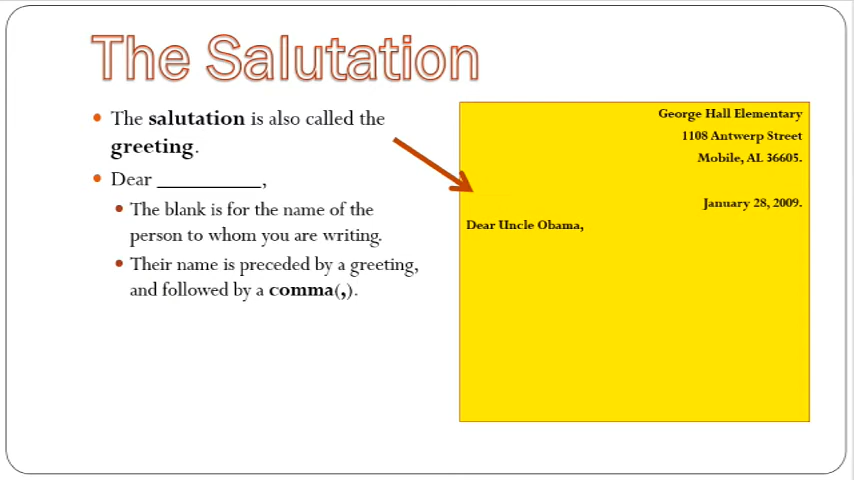 The Salutation
The salutation is also called the
greeting.
Dear __________,
The blank is for the name of the
person to whom you are writing.
Their name is preceded by a greeting,
and followed by a comma(,).
George Hall Elementary
1108 Antwerp Street
Mobile, AL 36605.
January 28, 2009.
Dear Uncle Obama,